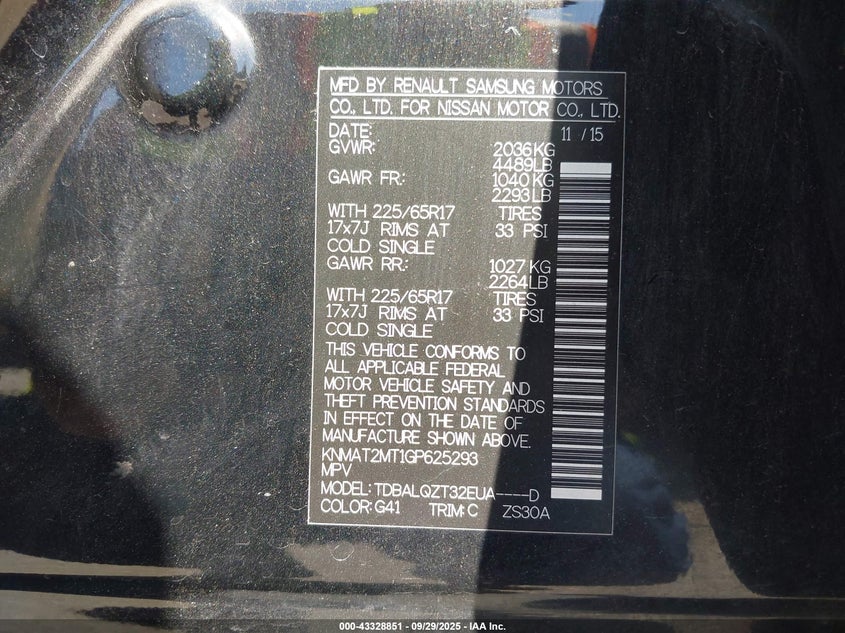 MFD BY RENAULT SAMSUNG MOTORS
CO., LTD. FOR NISSAN MOTOR CO., LTD.
DATE: 11 / 15
GVWR: 2036KG
4489LB
GAWR FR: 1040KG
2293LB
WITH 225/65R17 TIRES
17x7J RIMS AT 33 PSI
COLD SINGLE
GAWR RR: 1027KG
2264LB
WITH 225/65R17 TIRES
17x7J RIMS AT 33 PSI
COLD SINGLE
THIS VEHICLE CONFORMS TO
ALL APPLICABLE FEDERAL
MOTOR VEHICLE SAFETY AND
THEFT PREVENTION STANDARDS
IN EFFECT ON THE DATE OF
MANUFACTURE SHOWN ABOVE.
KNMAT2MT1GP625293
MPV
MODEL:TDBALQZT32EUA----D
COLOR:G41 TRIM:C ZS30A
000-43328851 - 09/29/2025 - IAA Inc.